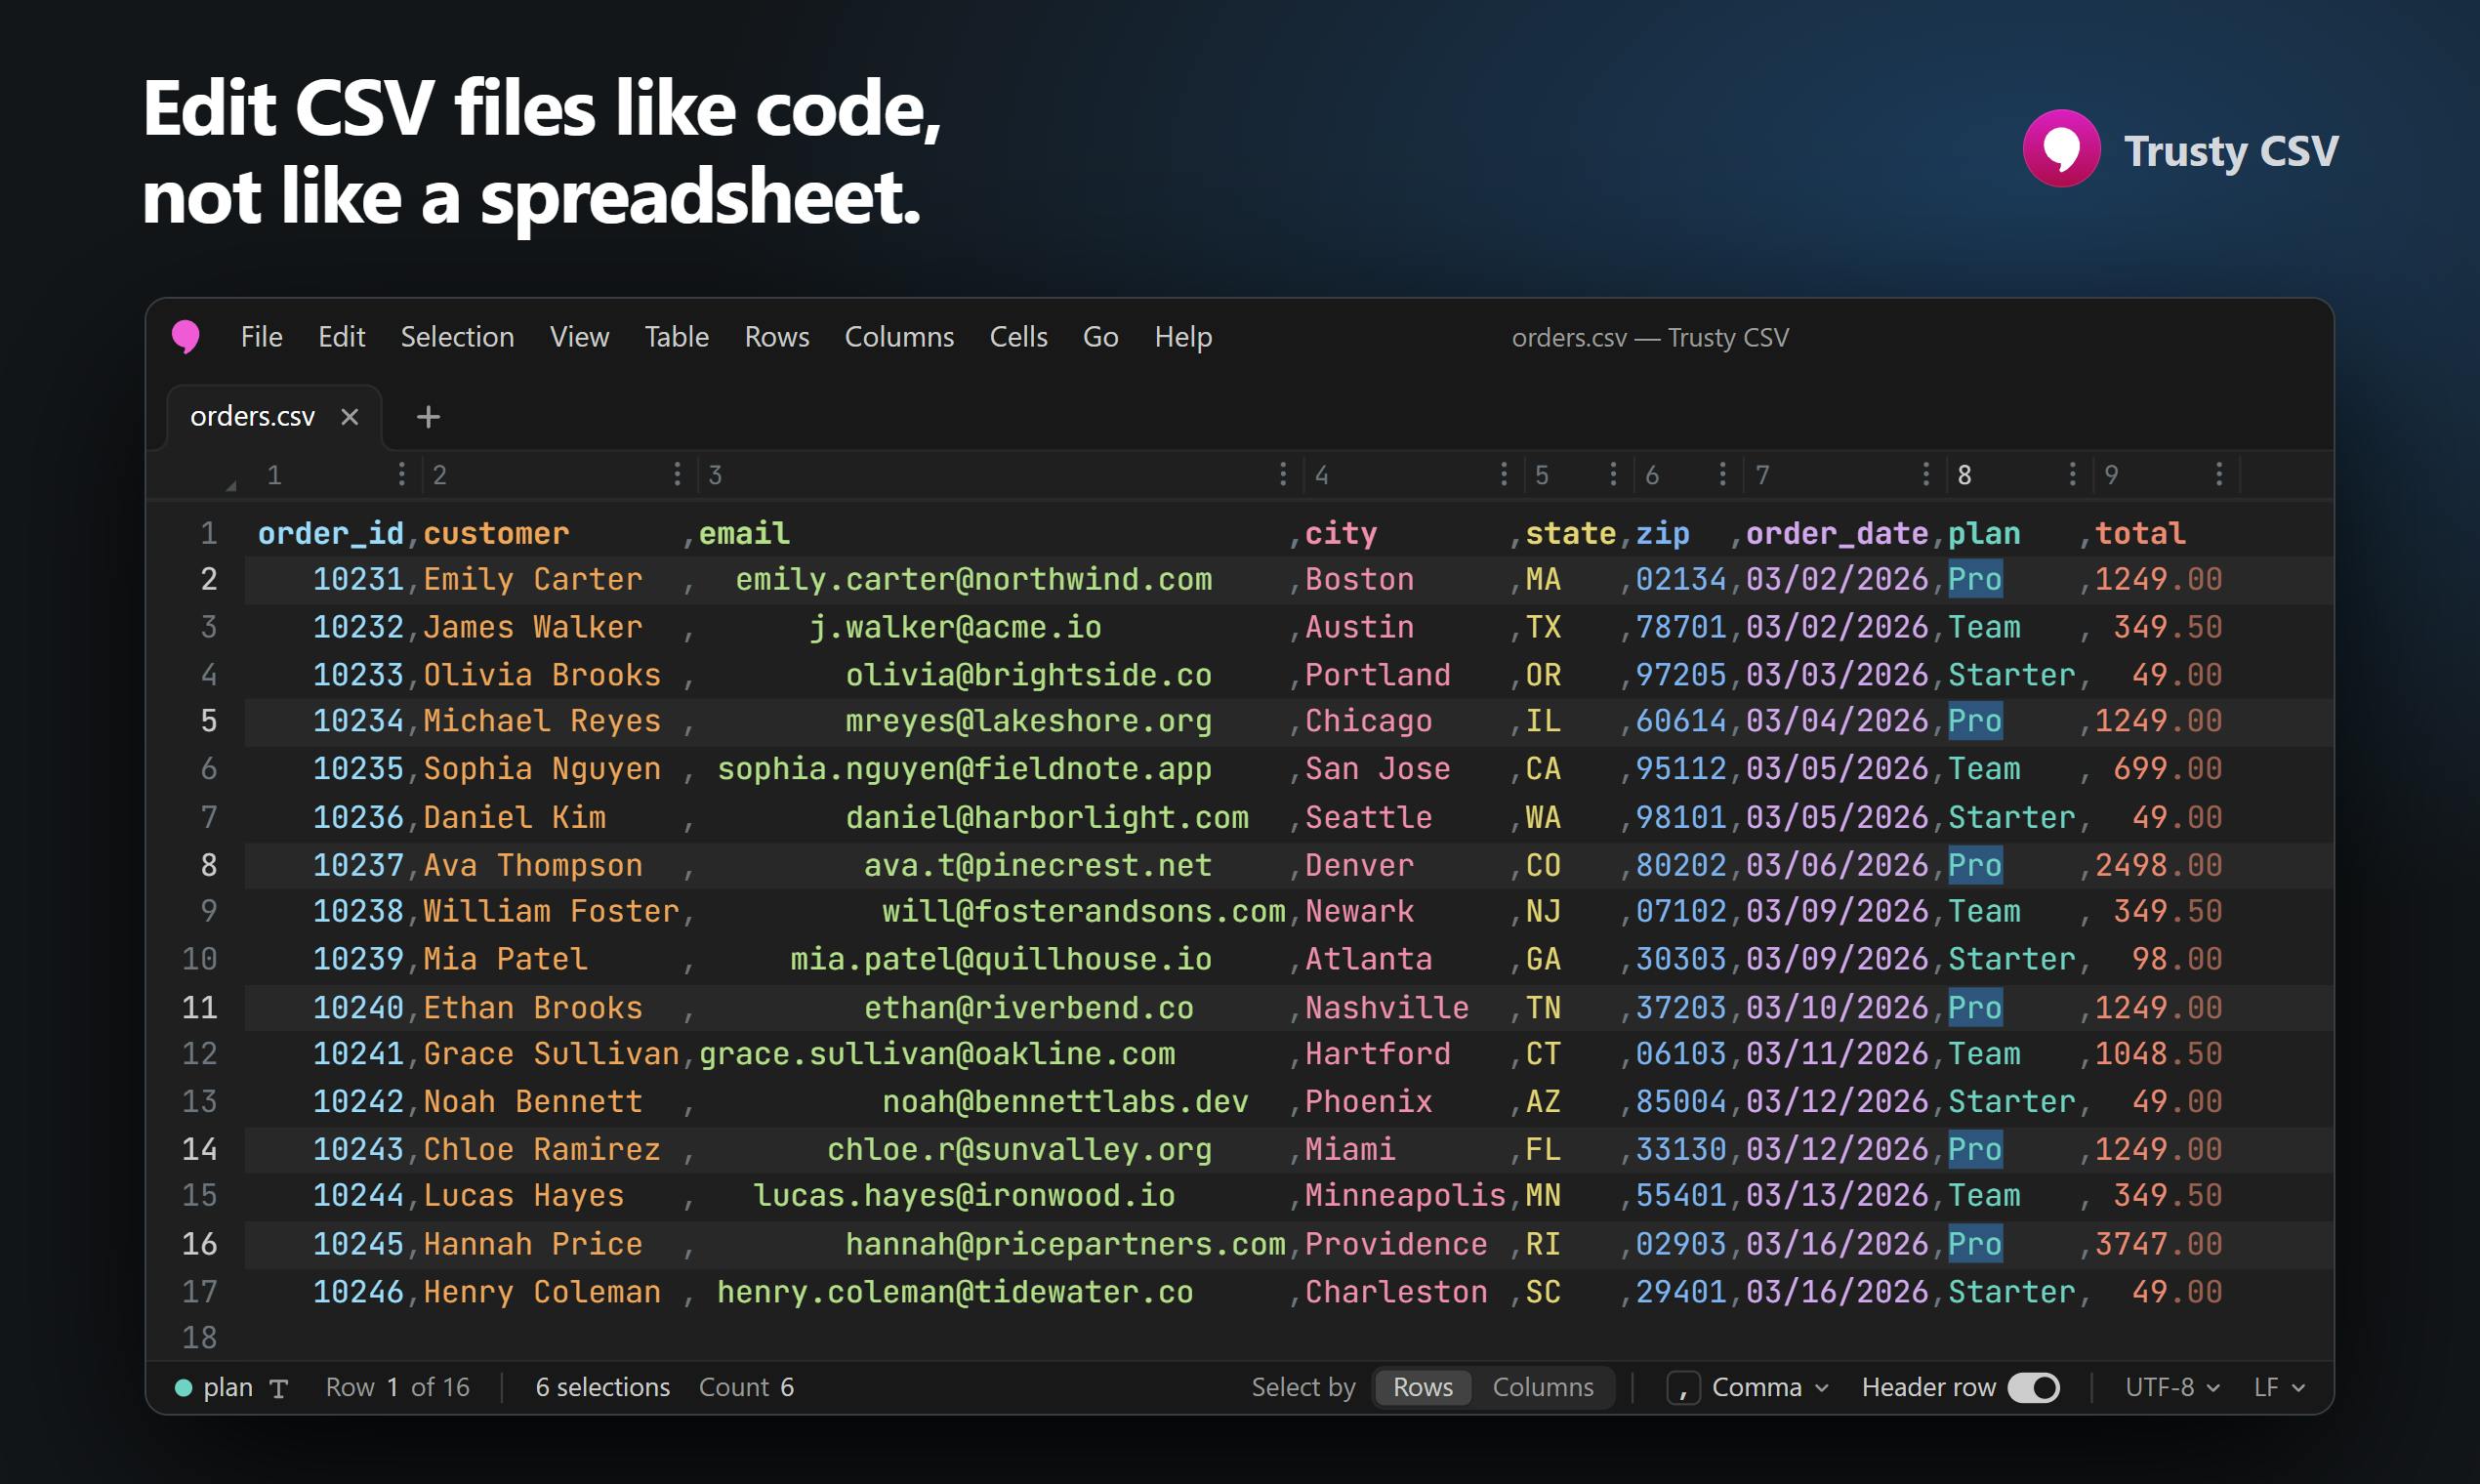 Edit CSV files like code,
not like a spreadsheet.
Trusty CSV
File Edit Selection View Table Rows Columns Cells Go Help
orders.csv — Trusty CSV
orders.csv
1 2 3 4 5 6 7 8 9
1 order_id,customer ,email ,city ,state,zip ,order_date,plan ,total
2 10231,Emily Carter , emily.carter@northwind.com ,Boston ,MA ,02134,03/02/2026,Pro ,1249.00
3 10232,James Walker , j.walker@acme.io ,Austin ,TX ,78701,03/02/2026,Team , 349.50
4 10233,Olivia Brooks , olivia@brightside.co ,Portland ,OR ,97205,03/03/2026,Starter, 49.00
5 10234,Michael Reyes , mreyes@lakeshore.org ,Chicago ,IL ,60614,03/04/2026,Pro ,1249.00
6 10235,Sophia Nguyen , sophia.nguyen@fieldnote.app ,San Jose ,CA ,95112,03/05/2026,Team , 699.00
7 10236,Daniel Kim , daniel@harborlight.com ,Seattle ,WA ,98101,03/05/2026,Starter, 49.00
8 10237,Ava Thompson , ava.t@pinecrest.net ,Denver ,CO ,80202,03/06/2026,Pro ,2498.00
9 10238,William Foster, will@fosterandsons.com,Newark ,NJ ,07102,03/09/2026,Team , 349.50
10 10239,Mia Patel , mia.patel@quillhouse.io ,Atlanta ,GA ,30303,03/09/2026,Starter, 98.00
11 10240,Ethan Brooks , ethan@riverbend.co ,Nashville ,TN ,37203,03/10/2026,Pro ,1249.00
12 10241,Grace Sullivan,grace.sullivan@oakline.com ,Hartford ,CT ,06103,03/11/2026,Team ,1048.50
13 10242,Noah Bennett , noah@bennettlabs.dev ,Phoenix ,AZ ,85004,03/12/2026,Starter, 49.00
14 10243,Chloe Ramirez , chloe.r@sunvalley.org ,Miami ,FL ,33130,03/12/2026,Pro ,1249.00
15 10244,Lucas Hayes , lucas.hayes@ironwood.io ,Minneapolis,MN ,55401,03/13/2026,Team , 349.50
16 10245,Hannah Price , hannah@pricepartners.com,Providence ,RI ,02903,03/16/2026,Pro ,3747.00
17 10246,Henry Coleman , henry.coleman@tidewater.co ,Charleston ,SC ,29401,03/16/2026,Starter, 49.00
18
plan T Row 1 of 16 6 selections Count 6 Select by Rows Columns , Comma Header row UTF-8 LF